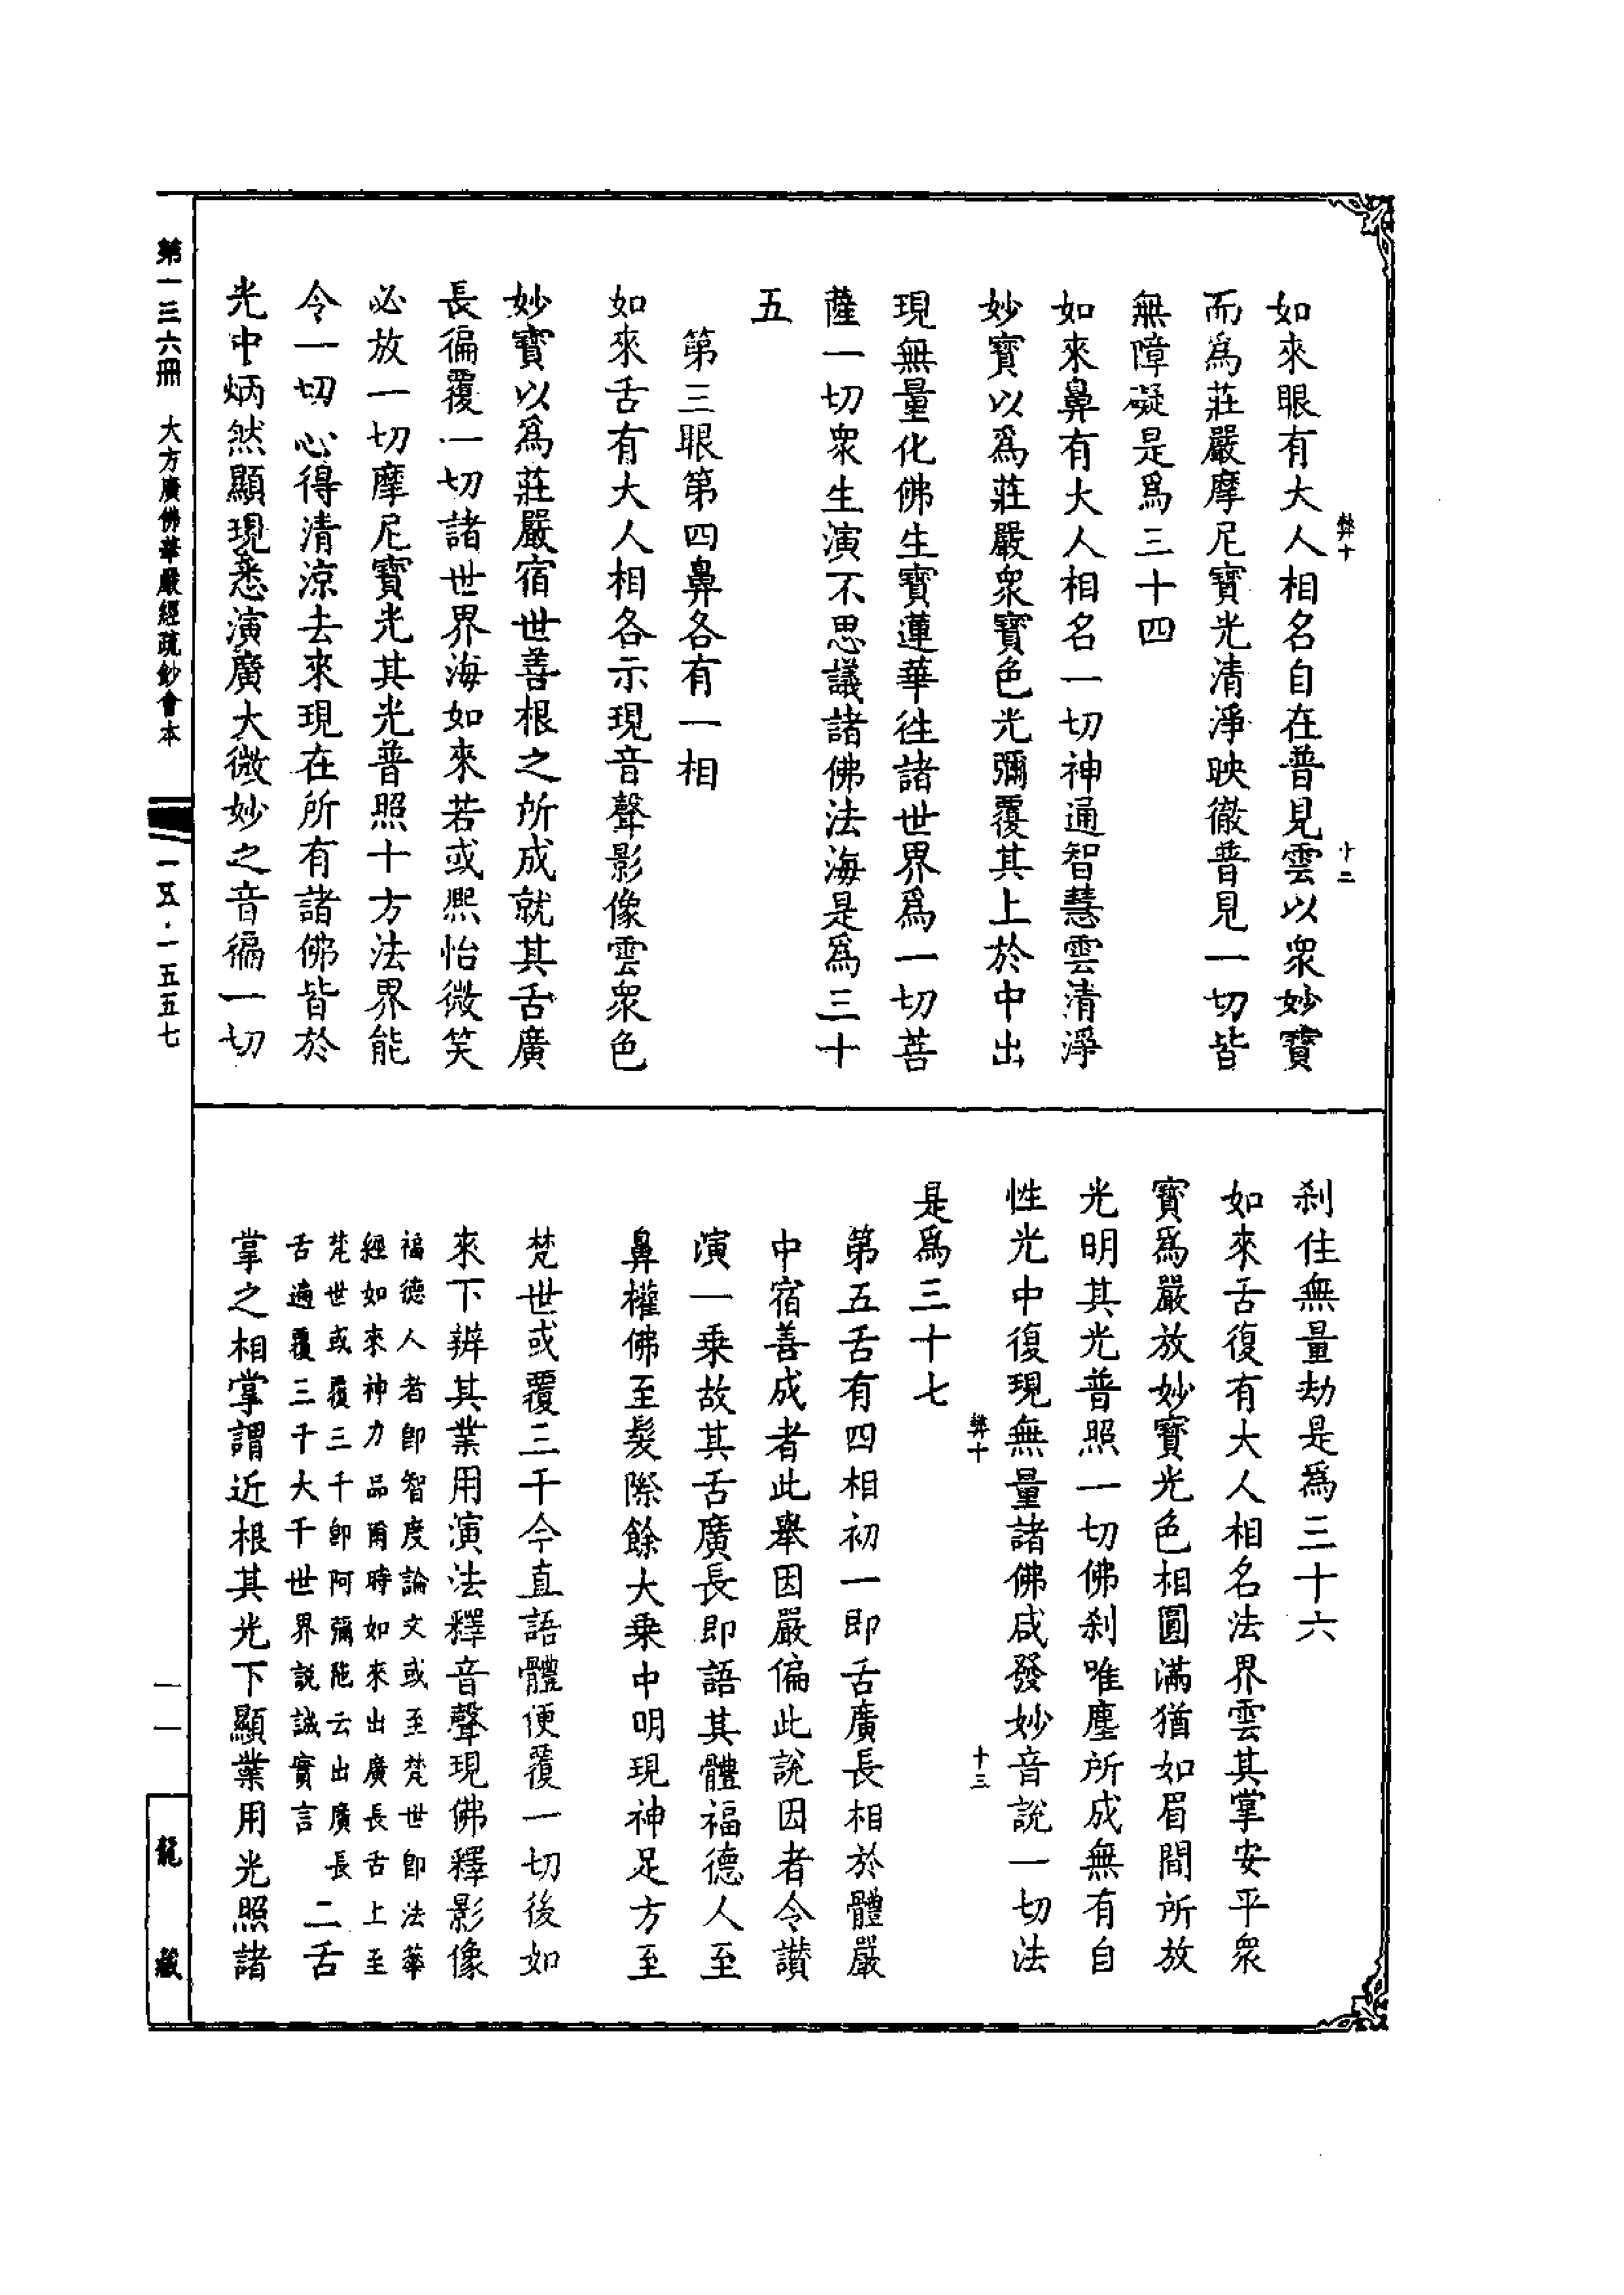 弊十
十二
如來眼有大人相名自在普見雲以衆妙寶
而爲莊嚴摩尼寶光清淨映徹普見一切皆
無障礙是爲三十四
如來鼻有大人相名一切神通智慧雲清淨
妙寶以爲莊嚴衆寶色光彌覆其上於中出
現無量化佛坐寶蓮華徃諸世界爲一切菩
薩一切衆生演不思議諸佛法海是爲三十
五
第三眼第四鼻各有一相
如來舌有大人相各示現音聲影像雲衆色
妙寶以爲莊嚴宿世善根之所成就其舌廣
長徧覆一切諸世界海如來若或熈怡微笑
必放一切摩尼寶光其光普照十方法界能
令一切心得清涼去來現在所有諸佛皆於
光中炳然顯現悉演廣大微妙之音徧一切
刹住無量劫是爲三十六
如來舌復有大人相名法界雲其掌安平衆
寶爲嚴放妙寶光色相圓滿猶如眉間所放
光明其光普照一切佛刹唯塵所成無有自
性光中復現無量諸佛咸發妙音說一切法
弊十
十三
是爲三十七
第五舌有四相初一即舌廣長相於體嚴
中宿善成者此舉因嚴偏此說因者令讃
演一乗故其舌廣長即語其體福德人至
鼻權佛至髮際餘大乗中明現神足方至
梵世或覆三千今直語體便覆一切後如
來下辨其業用演法釋音聲現佛釋影像
福德人者即智度論文或至梵世即法華
經如來神力品爾時如來出廣長舌上至
梵世或覆三千即阿彌陀云出廣長
舌遍覆三千大千世界説誠實言
二舌
掌之相掌謂近根其光下顯業用光照諸
第一三六冊 大方廣佛華嚴經疏鈔會本
一五·一五五七
一一
龍藏